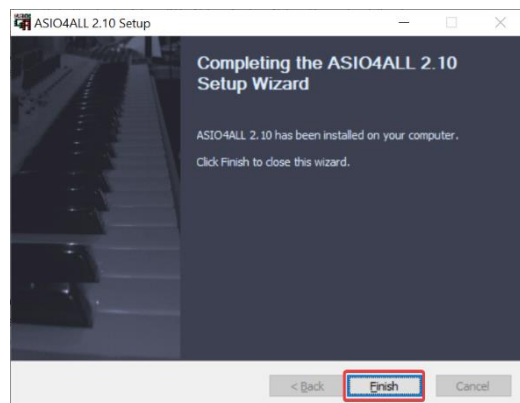 ASIO4ALL 2.10 Setup
Completing the ASIO4ALL 2.10
Setup Wizard
ASIO4ALL 2.10 has been installed on your computer.
Click Finish to close this wizard.
< Back Finish Cancel